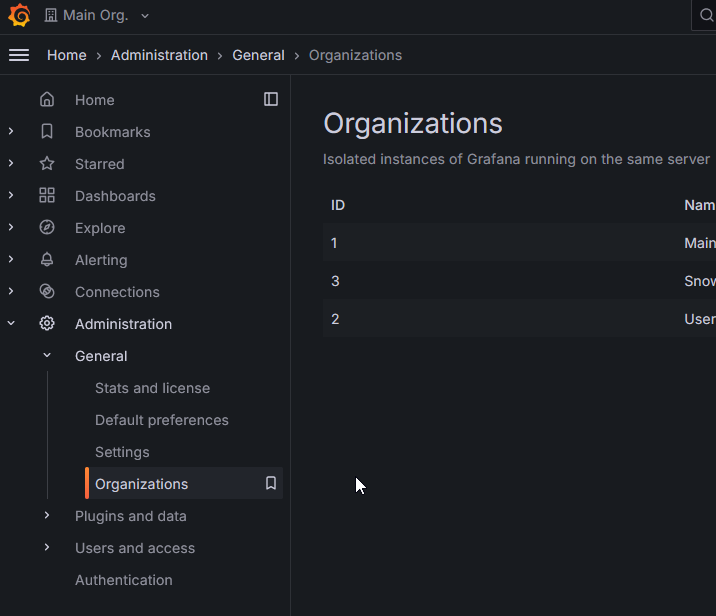 Main Org.
Home > Administration > General > Organizations
Home
Bookmarks
Starred
Dashboards
Explore
Alerting
Connections
Administration
General
Stats and license
Default preferences
Settings
Organizations
Plugins and data
Users and access
Authentication
Organizations
Isolated instances of Grafana running on the same server
ID Nam
1 Main
3 Snow
2 User